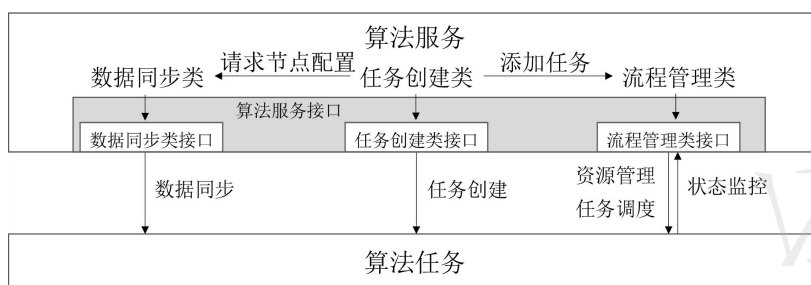 算法服务
数据同步类 请求节点配置 任务创建类 添加任务 流程管理类
算法服务接口
数据同步类接口 任务创建类接口 流程管理类接口
数据同步 任务创建 资源管理 状态监控
任务调度
算法任务